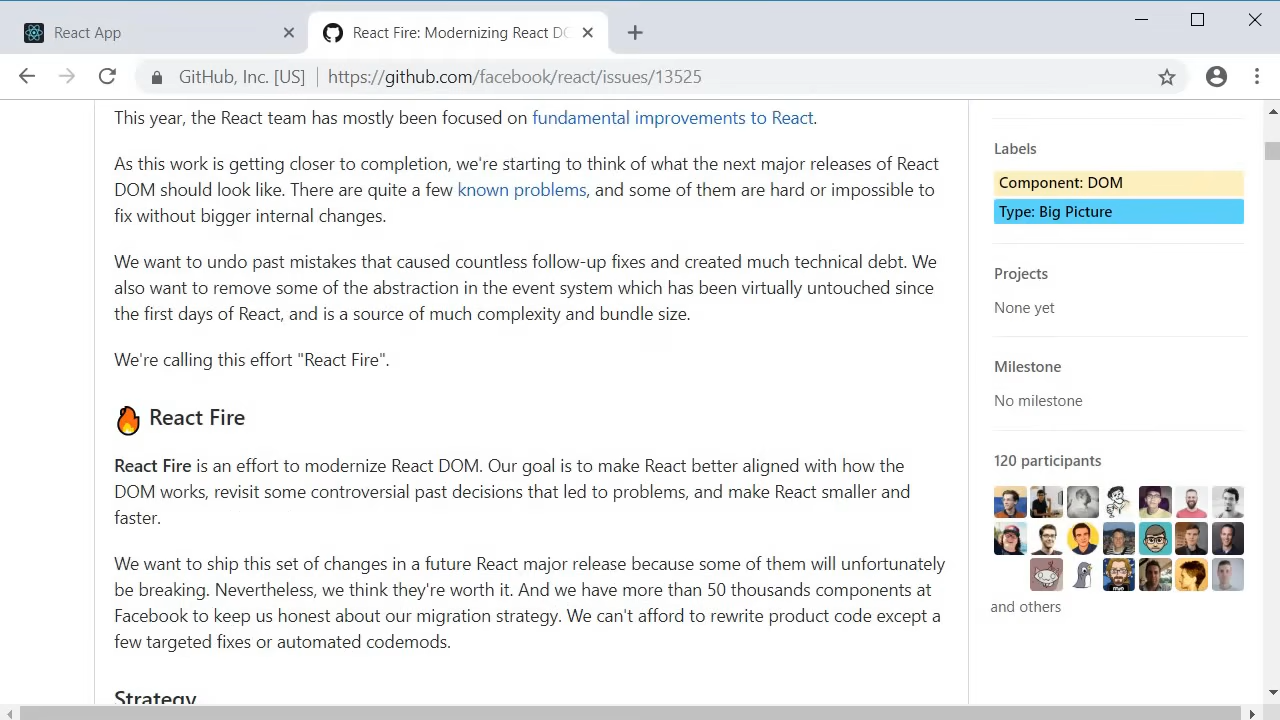 React App
React Fire: Modernizing React DO
GitHub, Inc. [US]
https://github.com/facebook/react/issues/13525
This year, the React team has mostly been focused on fundamental improvements to React.
As this work is getting closer to completion, we're starting to think of what the next major releases of React
DOM should look like. There are quite a few known problems, and some of them are hard or impossible to
fix without bigger internal changes.
We want to undo past mistakes that caused countless follow-up fixes and created much technical debt. We
also want to remove some of the abstraction in the event system which has been virtually untouched since
the first days of React, and is a source of much complexity and bundle size.
We're calling this effort "React Fire".
🔥 React Fire
React Fire is an effort to modernize React DOM. Our goal is to make React better aligned with how the
DOM works, revisit some controversial past decisions that led to problems, and make React smaller and
faster.
We want to ship this set of changes in a future React major release because some of them will unfortunately
be breaking. Nevertheless, we think they're worth it. And we have more than 50 thousands components at
Facebook to keep us honest about our migration strategy. We can't afford to rewrite product code except a
few targeted fixes or automated codemods.
Strategy
Labels
Component: DOM
Type: Big Picture
Projects
None yet
Milestone
No milestone
120 participants
and others